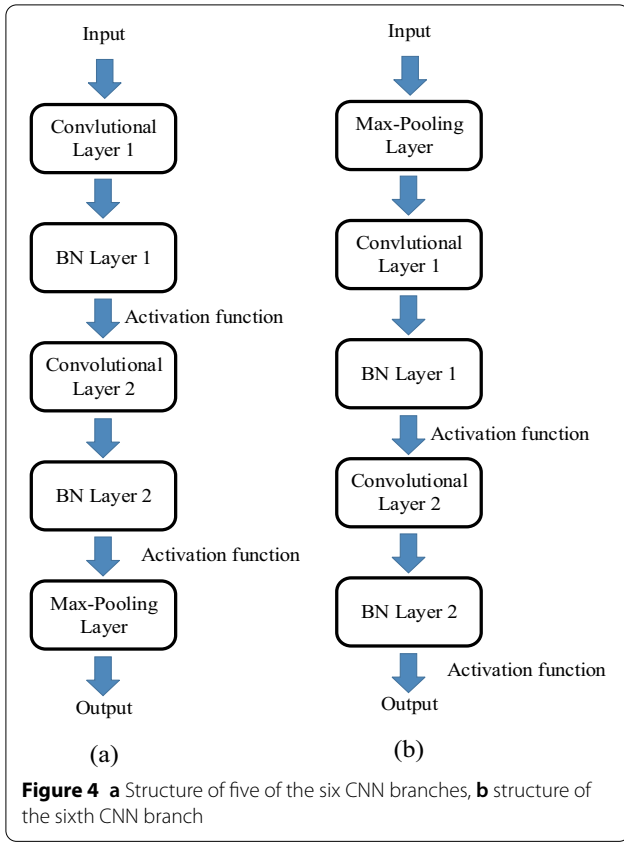 Input
Convlutional
Layer 1
BN Layer 1
Activation function
Convolutional
Layer 2
BN Layer 2
Activation function
Max-Pooling
Layer
Output
(a)
Input
Max-Pooling
Layer
Convlutional
Layer 1
BN Layer 1
Activation function
Convolutional
Layer 2
BN Layer 2
Activation function
Output
(b)
Figure 4 a Structure of five of the six CNN branches, b structure of
the sixth CNN branch